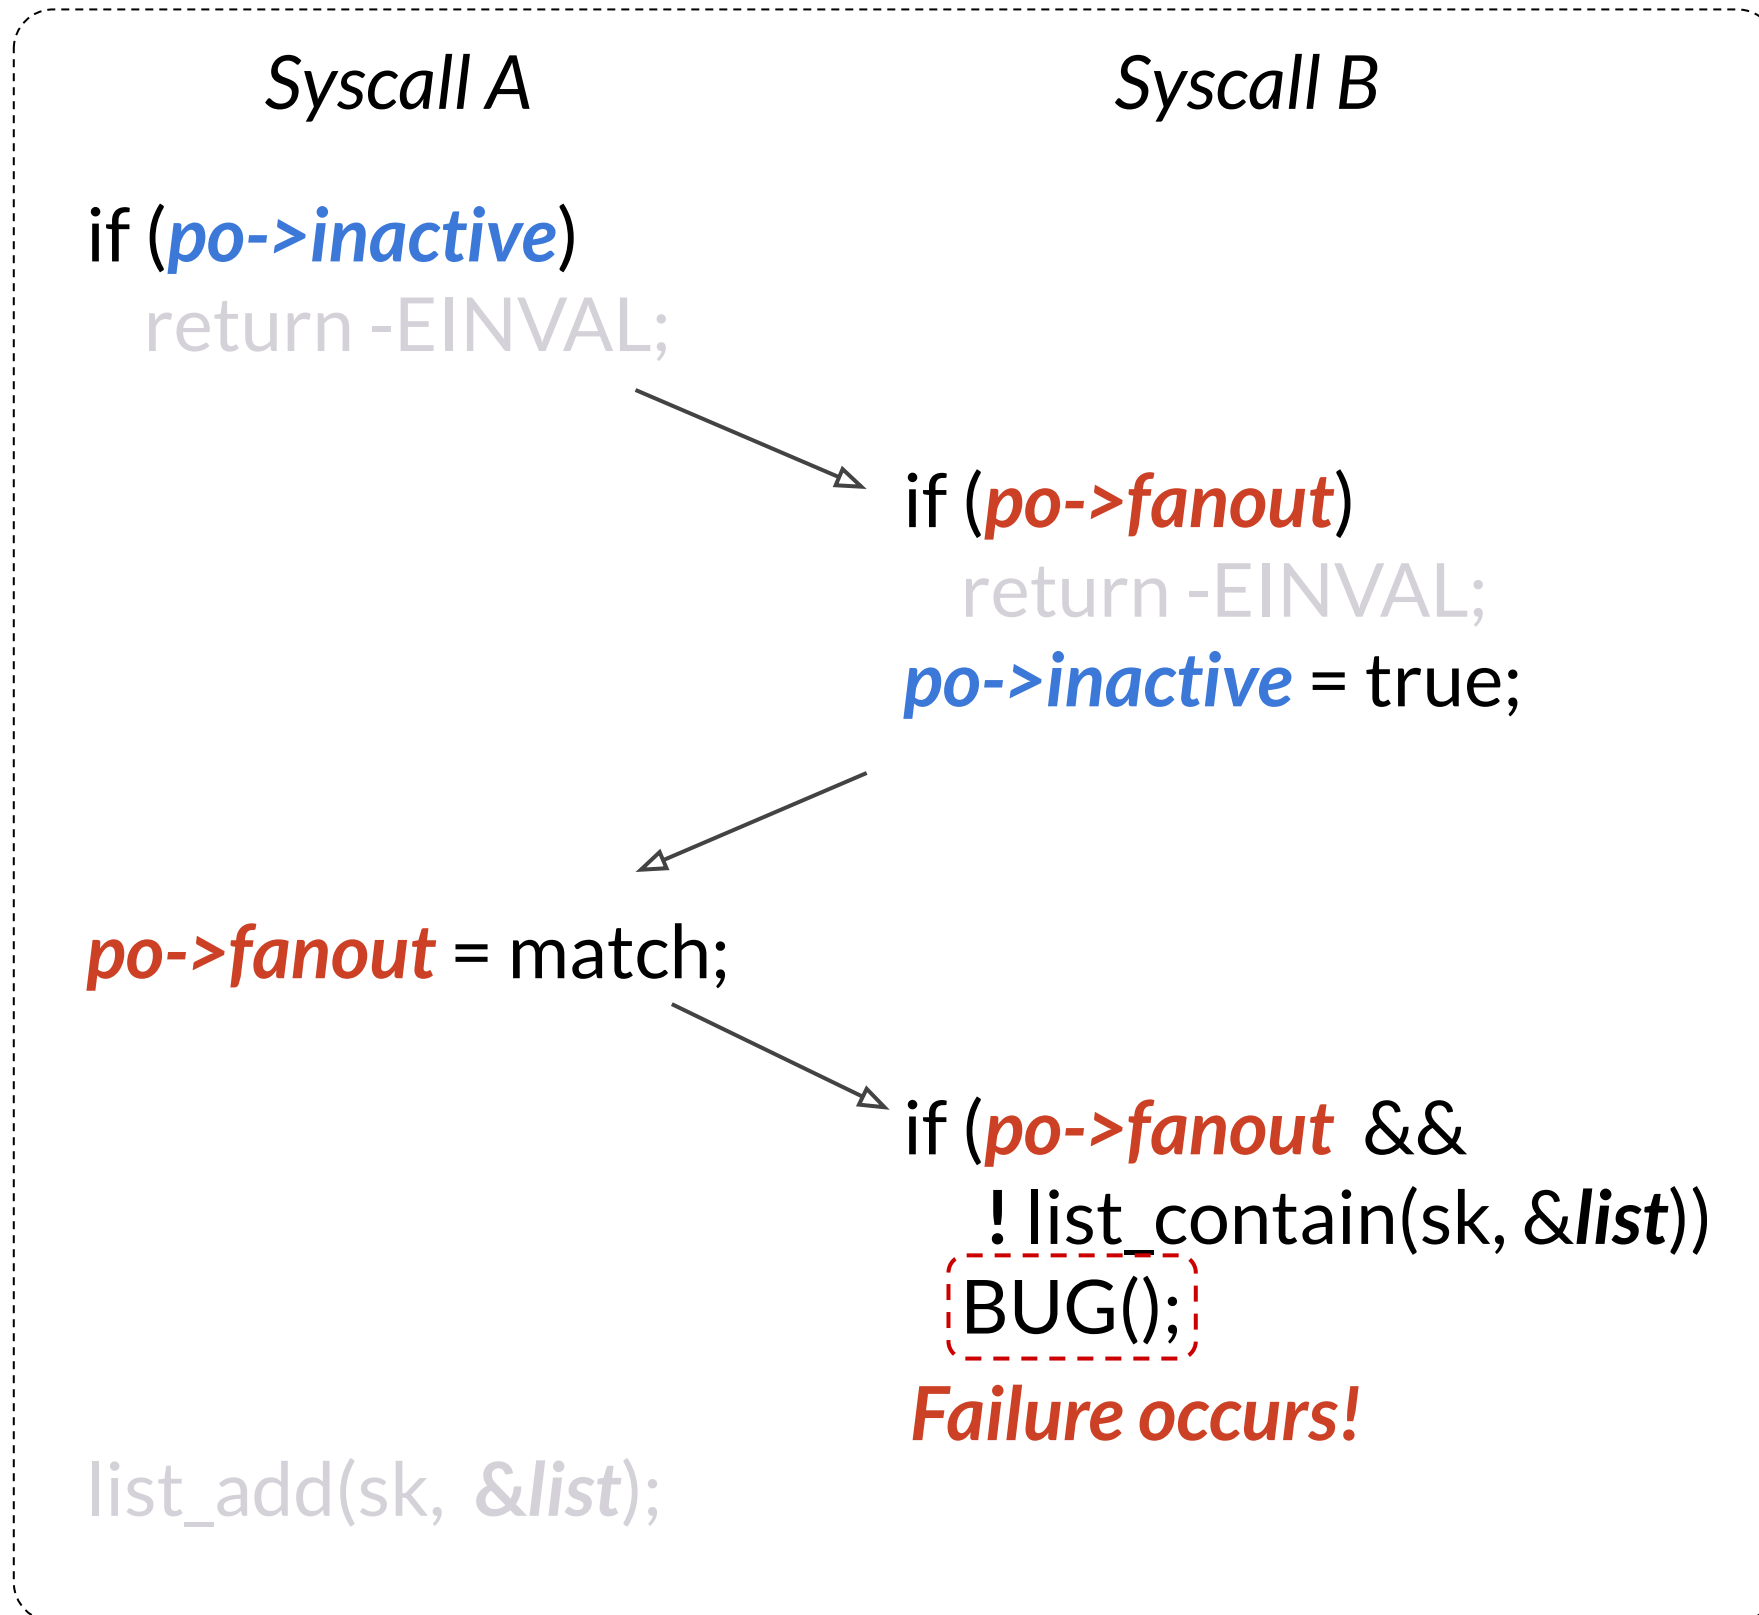 Syscall A
Syscall B
if (po->inactive)
return -EINVAL;
if (po->fanout)
return -EINVAL;
po->inactive = true;
po->fanout = match;
if (po->fanout &&
! list_contain(sk, &list))
BUG();
Failure occurs!
list_add(sk, &list);